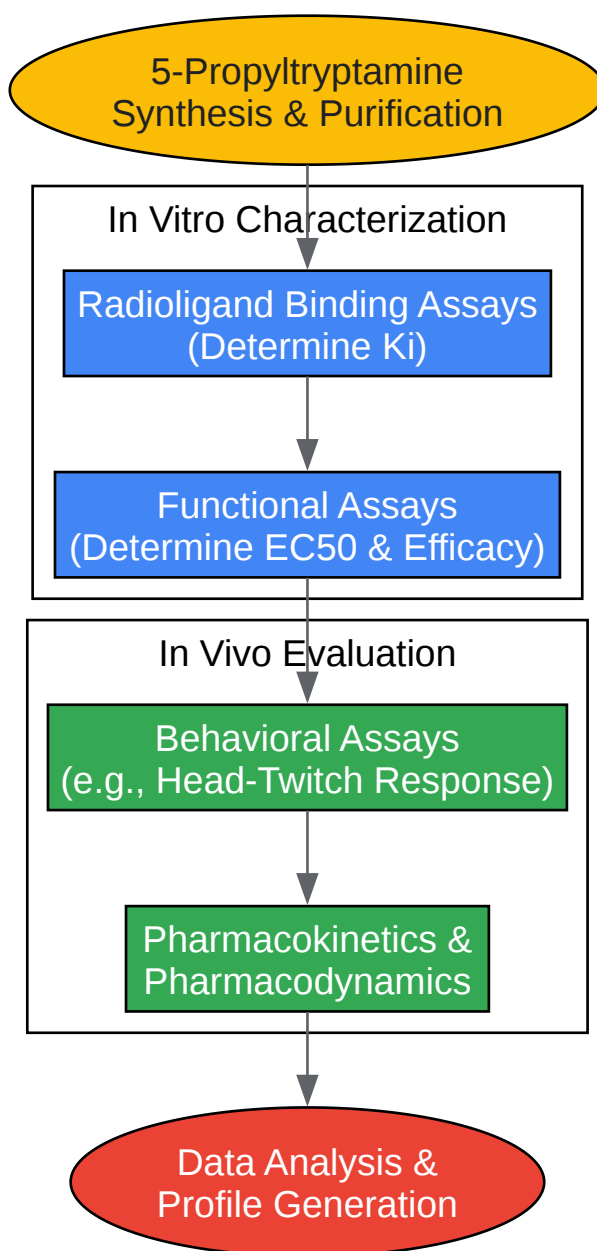 5-Propyltryptamine
Synthesis & Purification
In Vitro Characterization
Radioligand Binding Assays
(Determine Ki)
Functional Assays
(Determine EC50 & Efficacy)
In Vivo Evaluation
Behavioral Assays
(e.g., Head-Twitch Response)
Pharmacokinetics &
Pharmacodynamics
Data Analysis &
Profile Generation